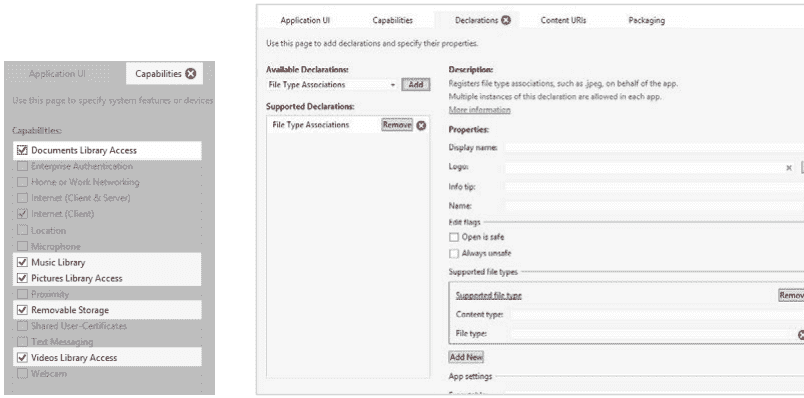 Application UI
Capabilities
Use this page to specify system features or devices
Capabilities:
Documents Library Access
Enterprise Authentication
Home or Work Networking
Internet (Client & Server)
Internet (Client)
Location
Microphone
Music Library
Pictures Library Access
Proximity
Removable Storage
Shared User-Certificates
Text Messaging
Videos Library Access
Webcam
Application UI
Capabilities
Declarations
Content URIs
Packaging
Use this page to add declarations and specify their properties.
Available Declarations:
File Type Associations
Add
Supported Declarations:
File Type Associations
Remove
Description:
Registers file type associations, such as .jpeg, on behalf of the app.
Multiple instances of this declaration are allowed in each app.
More information
Properties:
Display name:
Logo:
Info tip:
Name:
Edit flags
Open is safe
Always unsafe
Supported file types
Supported file type
Content type:
File type:
Add New
App settings